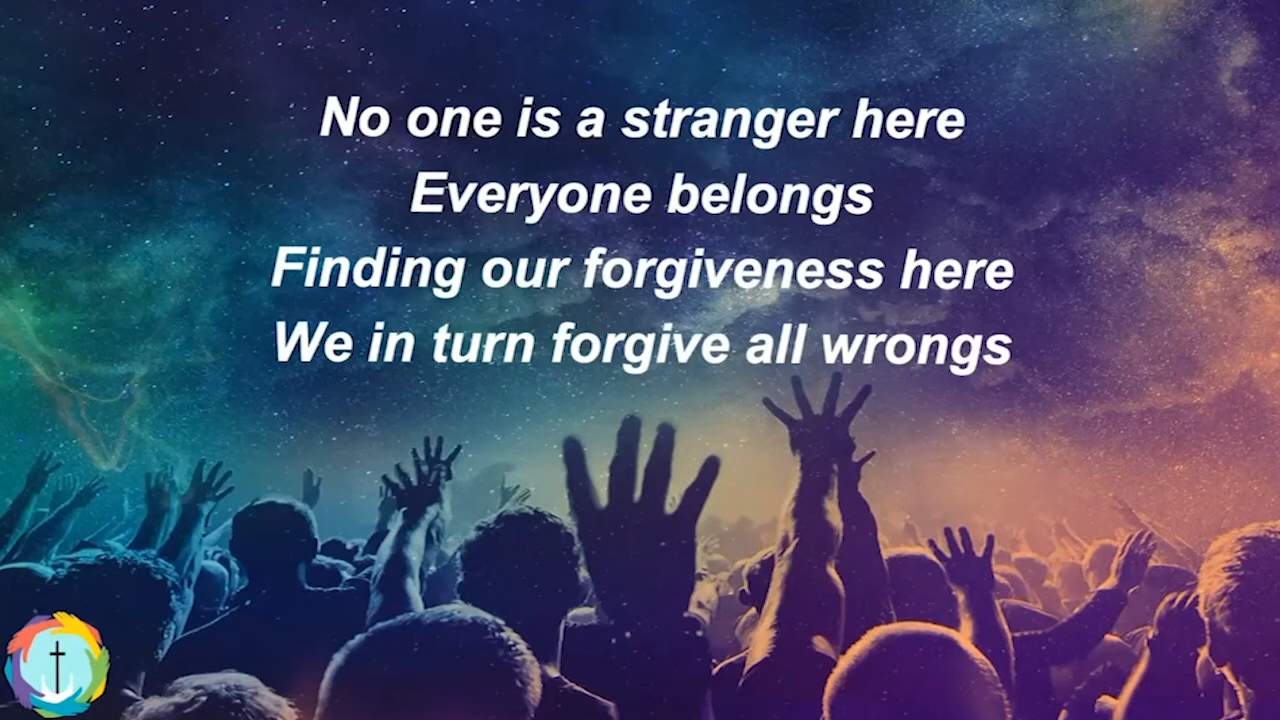 No one is a stranger here
Everyone belongs
Finding our forgiveness here
We in turn forgive all wrongs